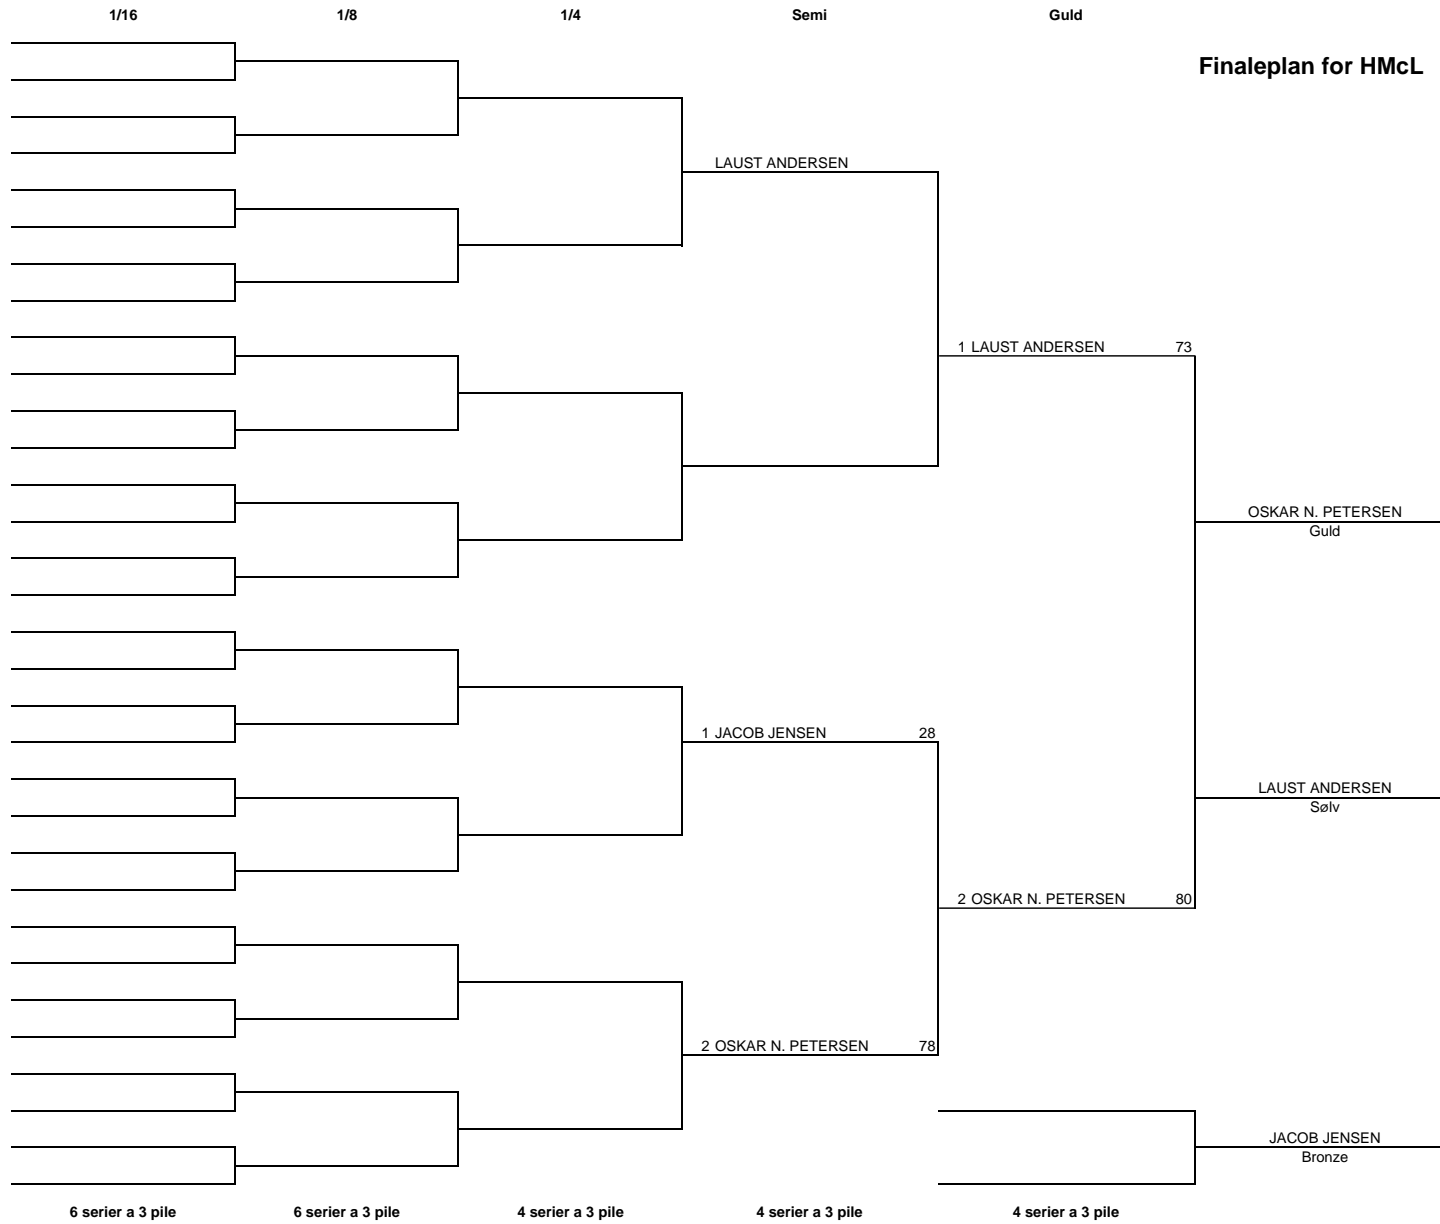 1/16 1/8 1/4 Semi Guld
Finaleplan for HMcL
LAUST ANDERSEN
1 LAUST ANDERSEN 73
OSKAR N. PETERSEN
Guld
1 JACOB JENSEN 28
LAUST ANDERSEN
Sølv
2 OSKAR N. PETERSEN 80
2 OSKAR N. PETERSEN 78
JACOB JENSEN
Bronze
6 serier a 3 pile 6 serier a 3 pile 4 serier a 3 pile 4 serier a 3 pile 4 serier a 3 pile